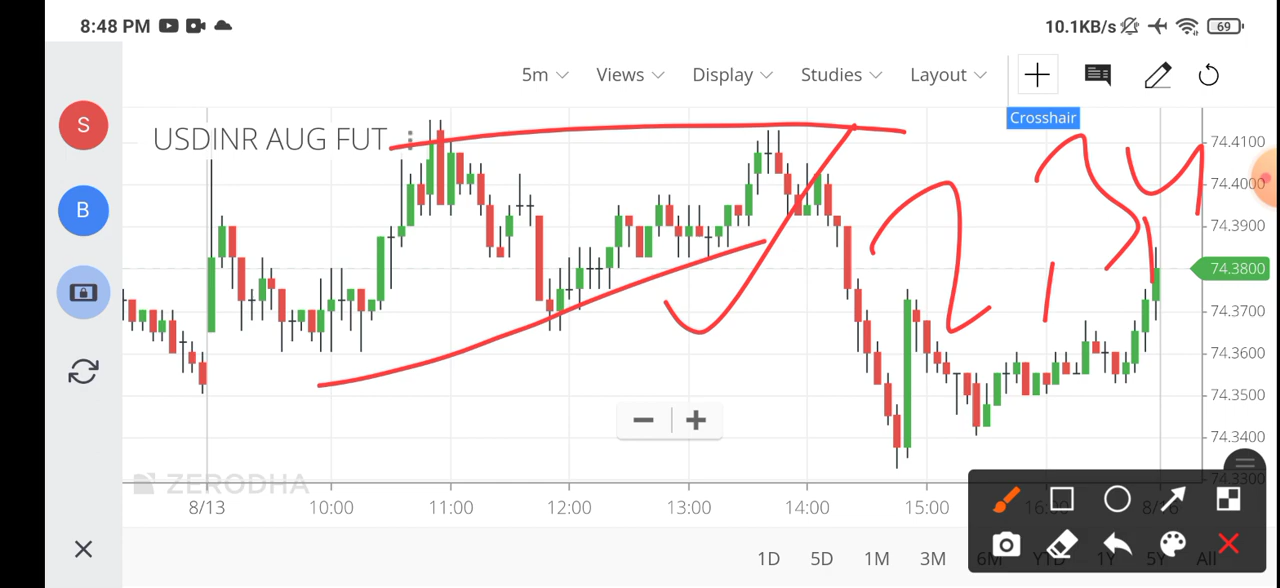 8:48 PM
10.1KB/s 69
5m Views Display Studies Layout
Crosshair
S
B
USDINR AUG FUT
74.4100
74.4000
74.3900
74.3800
74.3700
74.3600
74.3500
74.3400
74.3300
ZERODHA
8/13 10:00 11:00 12:00 13:00 14:00 15:00 16:00 8/16
1D 5D 1M 3M 6M YTD 1Y 5Y All